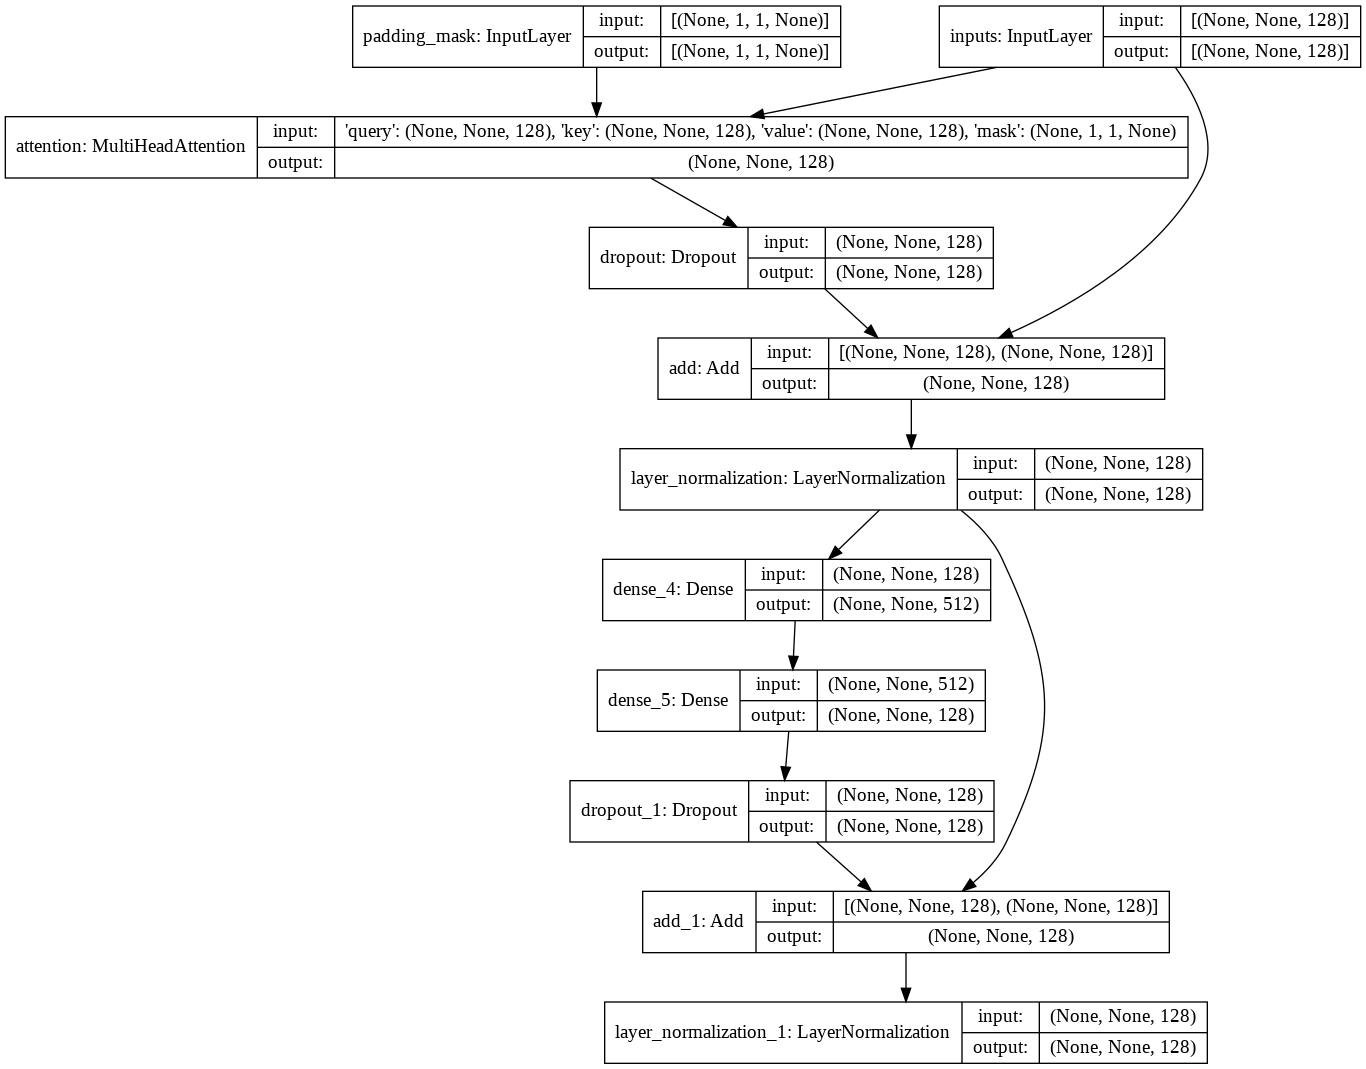 padding_mask: InputLayer
input:
[(None, 1, 1, None)]
output:
[(None, 1, 1, None)]
inputs: InputLayer
input:
[(None, None, 128)]
output:
[(None, None, 128)]
attention: MultiHeadAttention
input:
'query': (None, None, 128), 'key': (None, None, 128), 'value': (None, None, 128), 'mask': (None, 1, 1, None)
output:
(None, None, 128)
dropout: Dropout
input:
(None, None, 128)
output:
(None, None, 128)
add: Add
input:
[(None, None, 128), (None, None, 128)]
output:
(None, None, 128)
layer_normalization: LayerNormalization
input:
(None, None, 128)
output:
(None, None, 128)
dense_4: Dense
input:
(None, None, 128)
output:
(None, None, 512)
dense_5: Dense
input:
(None, None, 512)
output:
(None, None, 128)
dropout_1: Dropout
input:
(None, None, 128)
output:
(None, None, 128)
add_1: Add
input:
[(None, None, 128), (None, None, 128)]
output:
(None, None, 128)
layer_normalization_1: LayerNormalization
input:
(None, None, 128)
output:
(None, None, 128)